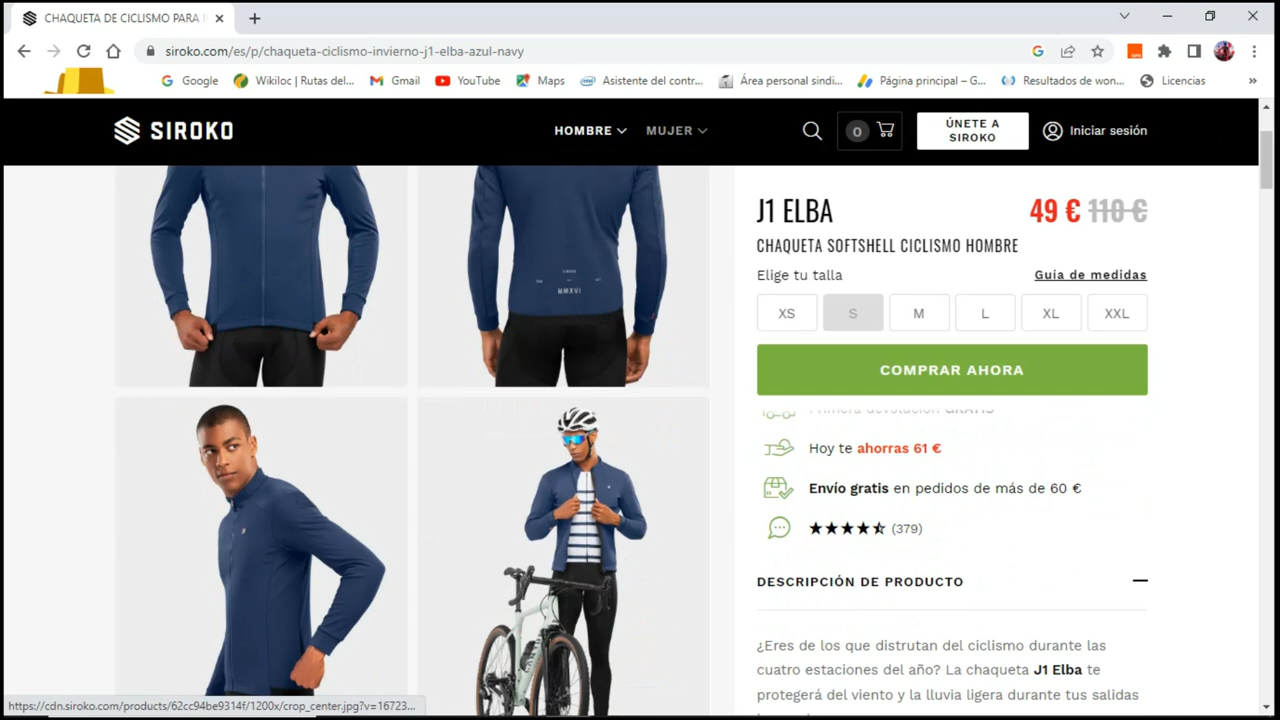 CHAQUETA DE CICLISMO PARA
siroko.com/es/p/chaqueta-ciclismo-invierno-j1-elba-azul-navy
Google
Wikiloc | Rutas del...
Gmail
YouTube
Maps
Asistente del contr...
Área personal sindi...
Página principal – G...
Resultados de won...
Licencias
»
SIROKO
HOMBRE
MUJER
0
ÚNETE A
SIROKO
Iniciar sesión
J1 ELBA
49 € 110 €
CHAQUETA SOFTSHELL CICLISMO HOMBRE
Elige tu talla
Guía de medidas
XS
S
M
L
XL
XXL
COMPRAR AHORA
Primera devolución GRATIS
Hoy te ahorras 61 €
Envío gratis en pedidos de más de 60 €
(379)
DESCRIPCIÓN DE PRODUCTO
¿Eres de los que distrutan del ciclismo durante las
cuatro estaciones del año? La chaqueta J1 Elba te
protegerá del viento y la lluvia ligera durante tus salidas
MMXVI
https://cdn.siroko.com/products/62cc94be9314f/1200x/crop_center.jpg?v=16723...